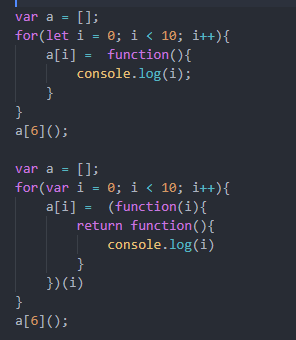 var a = [];
for(let i = 0; i < 10; i++){
    a[i] =  function(){
        console.log(i);
    }
}
a[6]();

var a = [];
for(var i = 0; i < 10; i++){
    a[i] =  (function(i){
        return function(){
            console.log(i)
        }
    })(i)
}
a[6]();